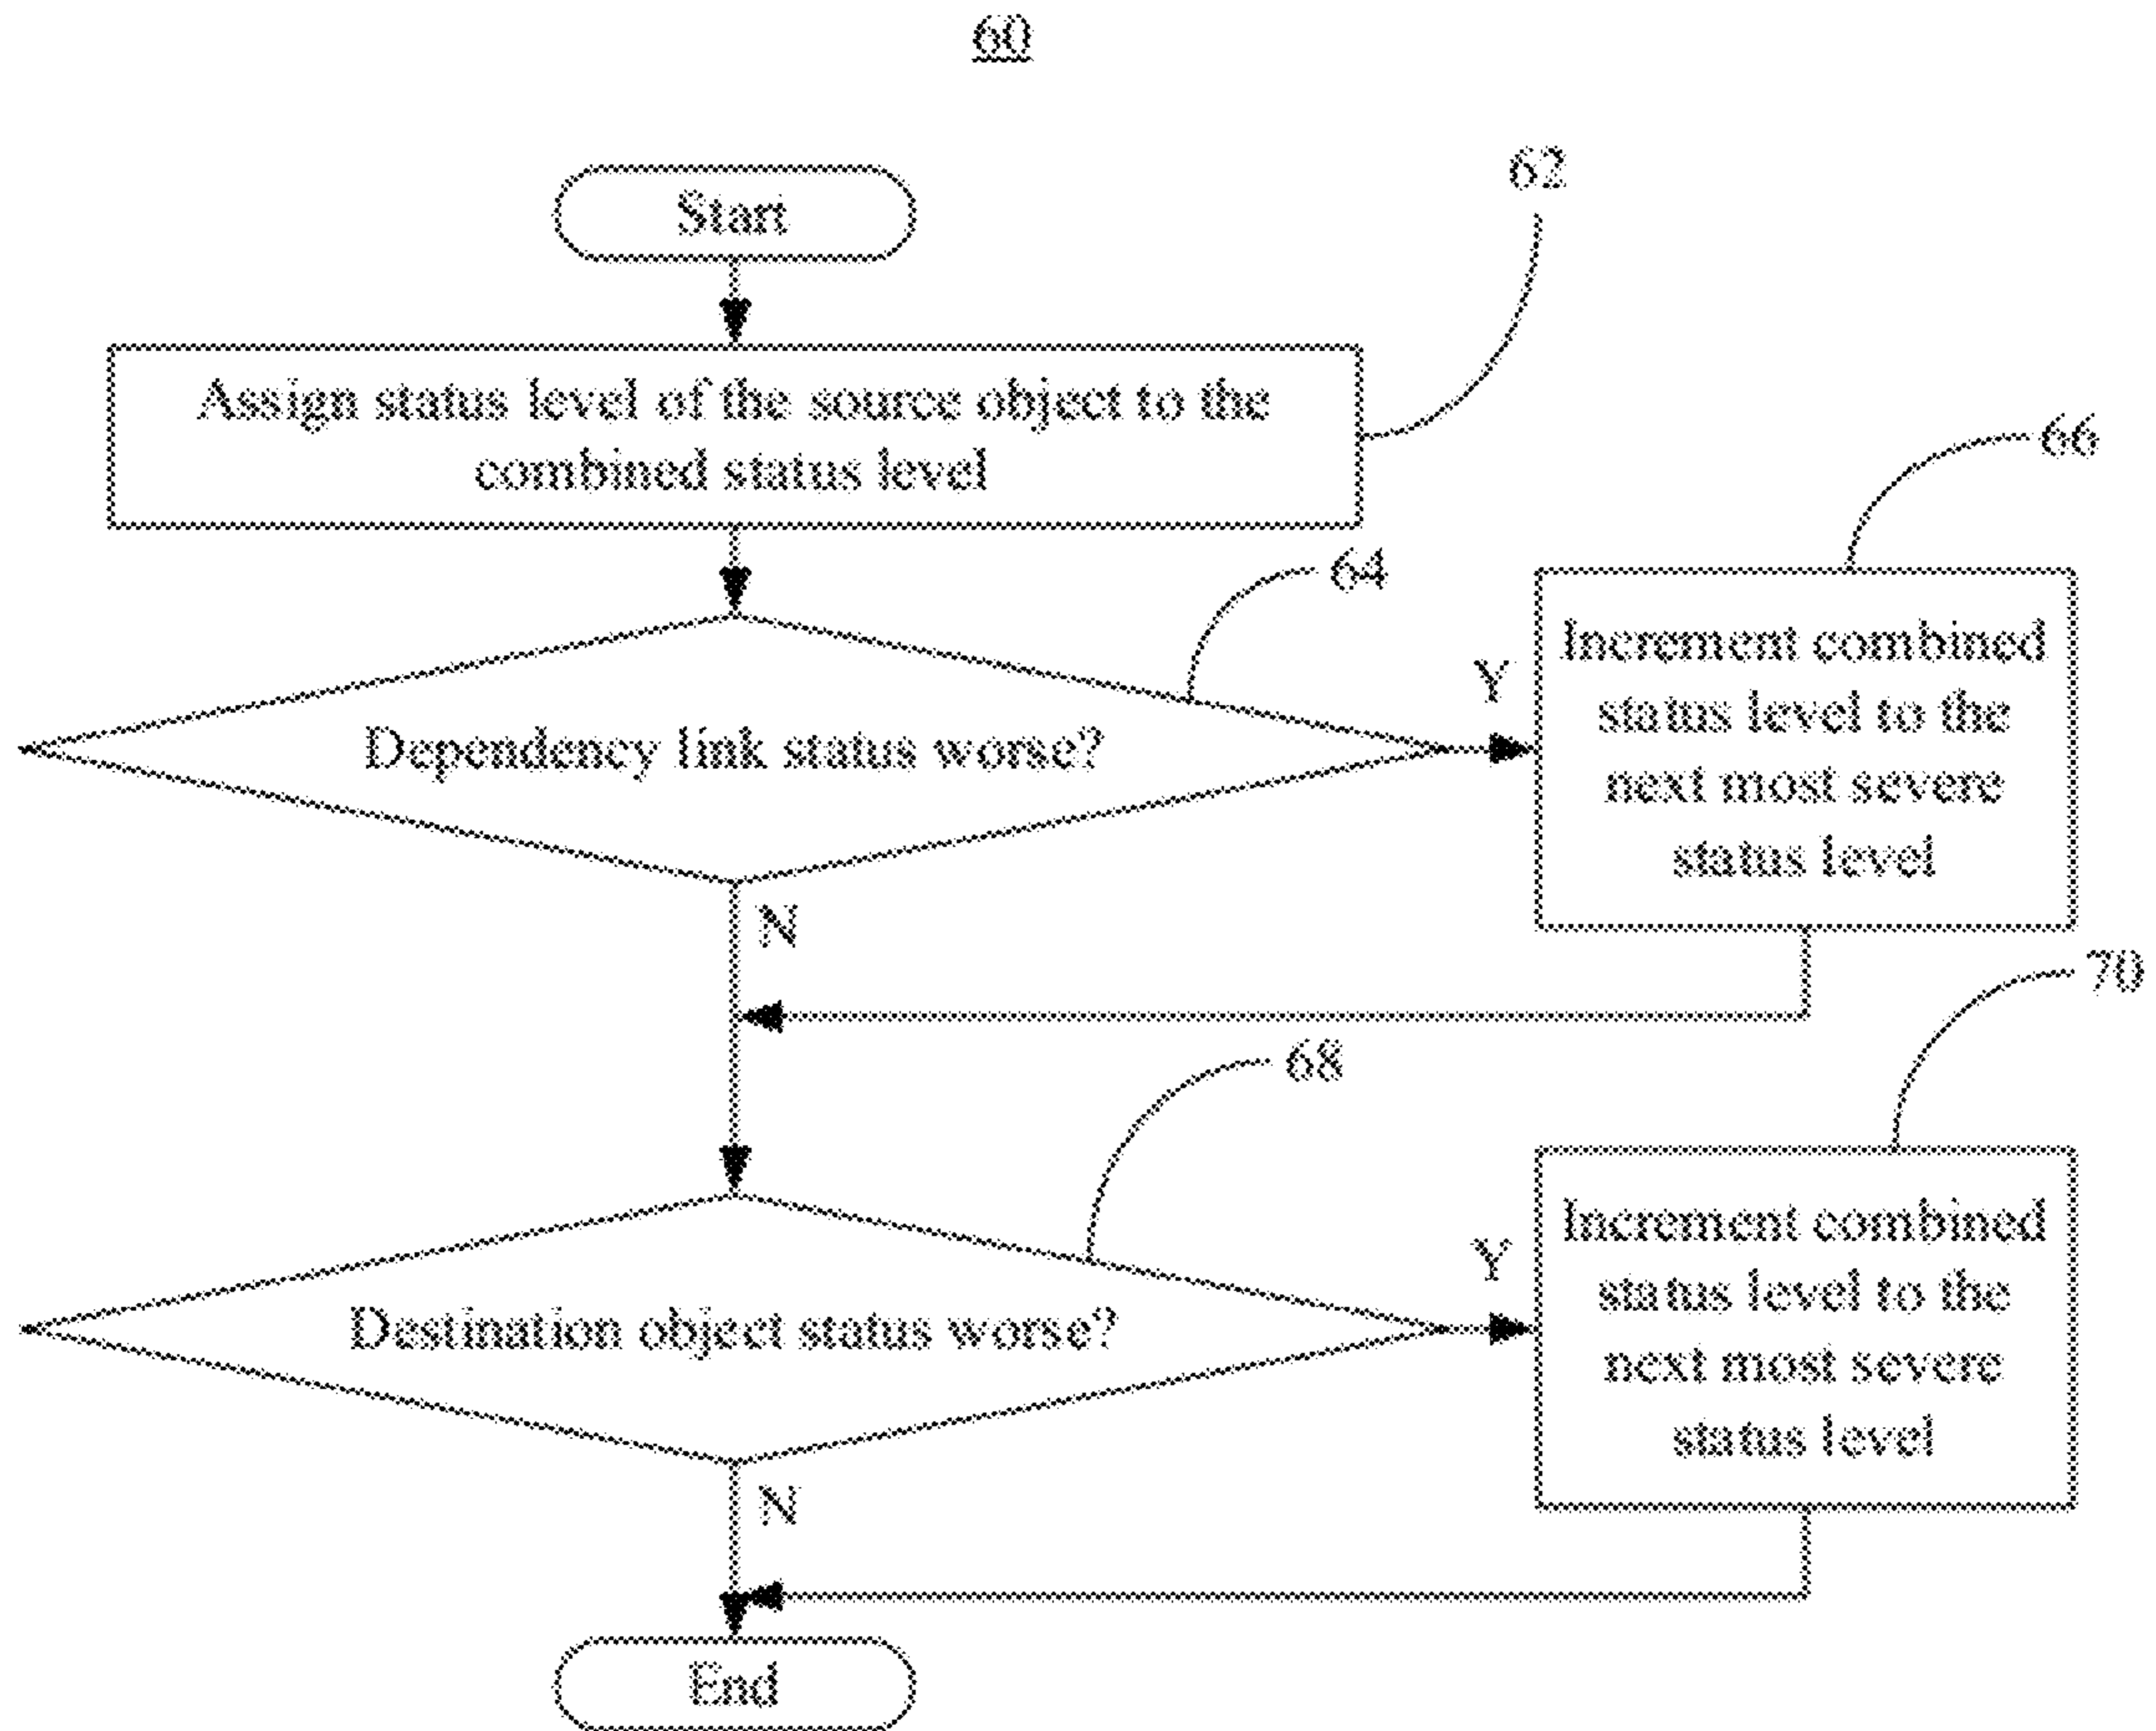 60
Start
62
Assign status level of the source object to the
combined status level
64
66
Dependency link status worse?
Y
Increment combined
status level to the
next most severe
status level
N
68
70
Destination object status worse?
Y
Increment combined
status level to the
next most severe
status level
N
End